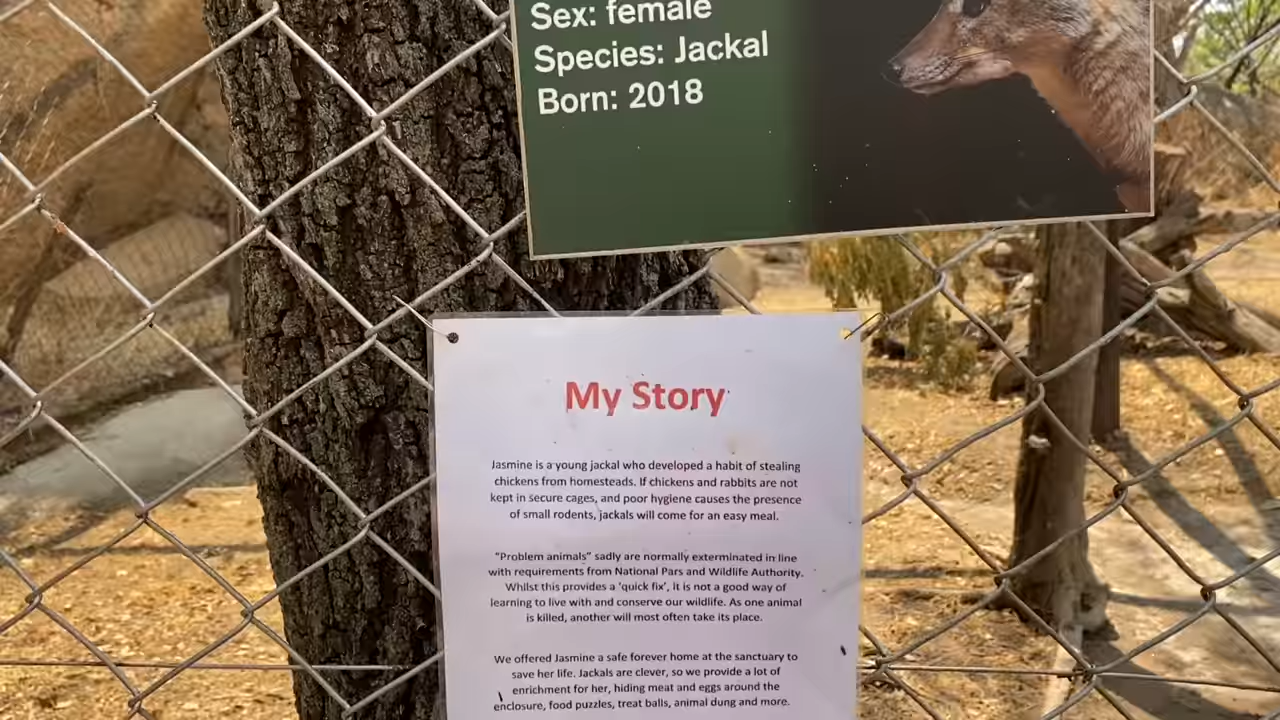 Sex: female
Species: Jackal
Born: 2018
My Story
Jasmine is a young jackal who developed a habit of stealing
chickens from homesteads. If chickens and rabbits are not
kept in secure cages, and poor hygiene causes the presence
of small rodents, jackals will come for an easy meal.
"Problem animals" sadly are normally exterminated in line
with requirements from National Pars and Wildlife Authority.
Whilst this provides a 'quick fix', it is not a good way of
learning to live with and conserve our wildlife. As one animal
is killed, another will most often take its place.
We offered Jasmine a safe forever home at the sanctuary to
save her life. Jackals are clever, so we provide a lot of
enrichment for her, hiding meat and eggs around the
enclosure, food puzzles, treat balls, animal dung and more.